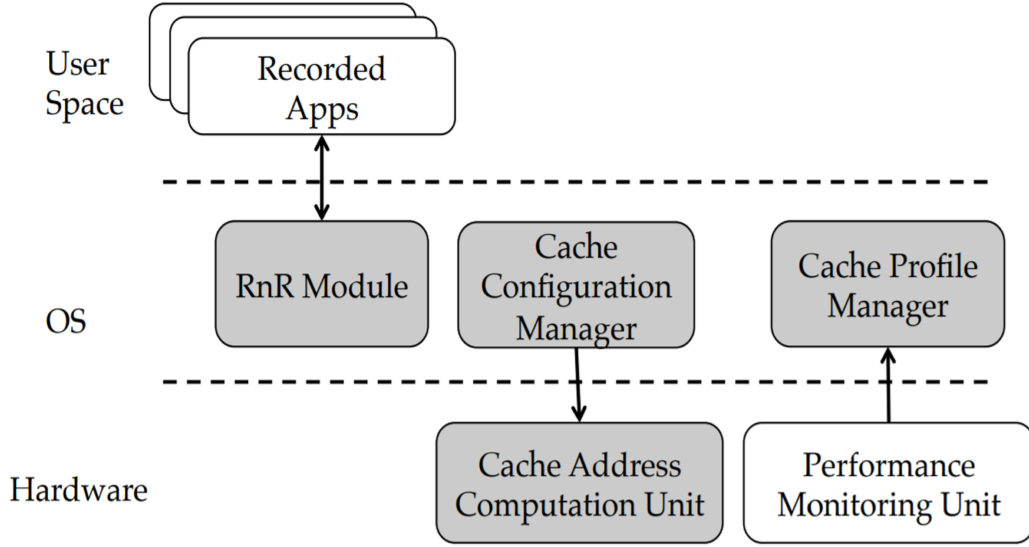 User
Space
Recorded
Apps
OS
RnR Module
Cache
Configuration
Manager
Cache Profile
Manager
Hardware
Cache Address
Computation Unit
Performance
Monitoring Unit